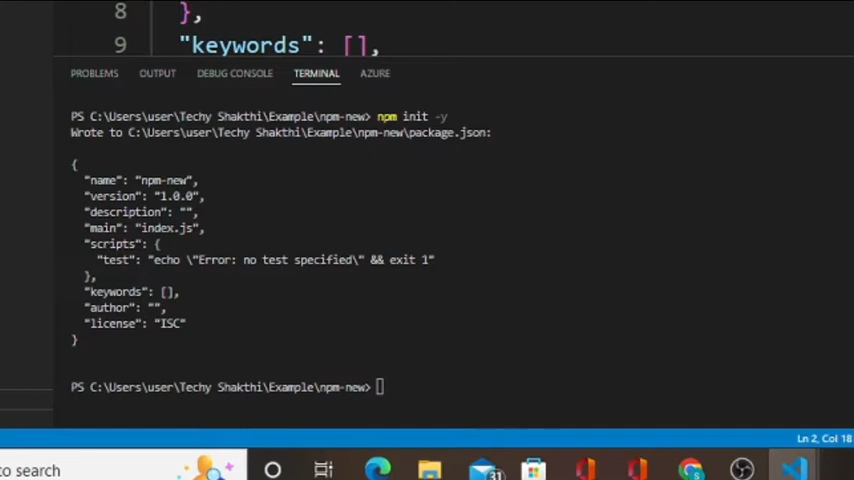 8 },
9 "keywords": [],
PROBLEMS OUTPUT DEBUG CONSOLE TERMINAL AZURE
PS C:\Users\user\Techy Shakthi\Example\npm-new> npm init -y
Wrote to C:\Users\user\Techy Shakthi\Example\npm-new\package.json:
{
"name": "npm-new",
"version": "1.0.0",
"description": "",
"main": "index.js",
"scripts": {
"test": "echo \"Error: no test specified\" && exit 1"
},
"keywords": [],
"author": "",
"license": "ISC"
}
PS C:\Users\user\Techy Shakthi\Example\npm-new>
Ln 2, Col 18
to search
31
S